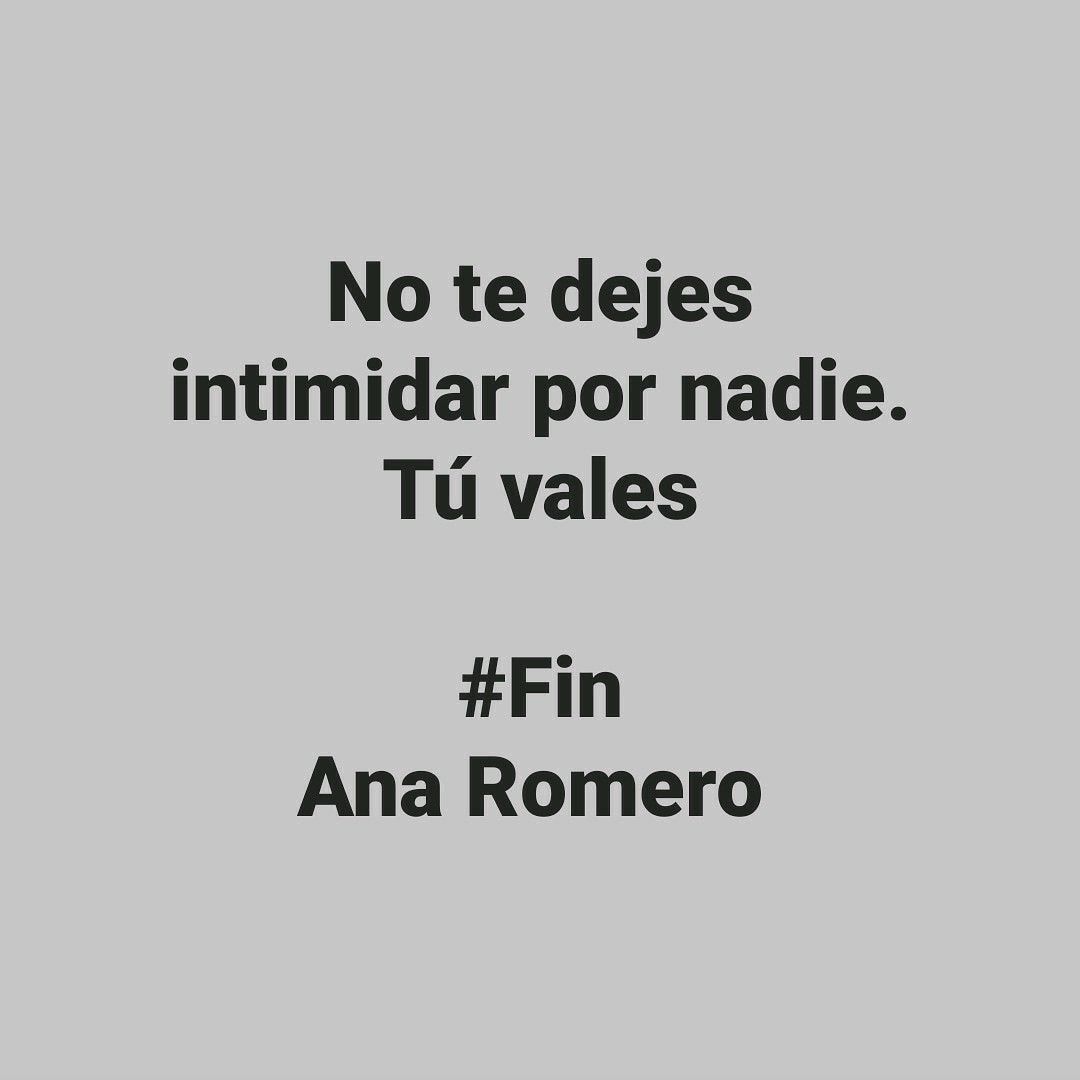 No te dejes
intimidar por nadie.
Tú vales
#Fin
Ana Romero